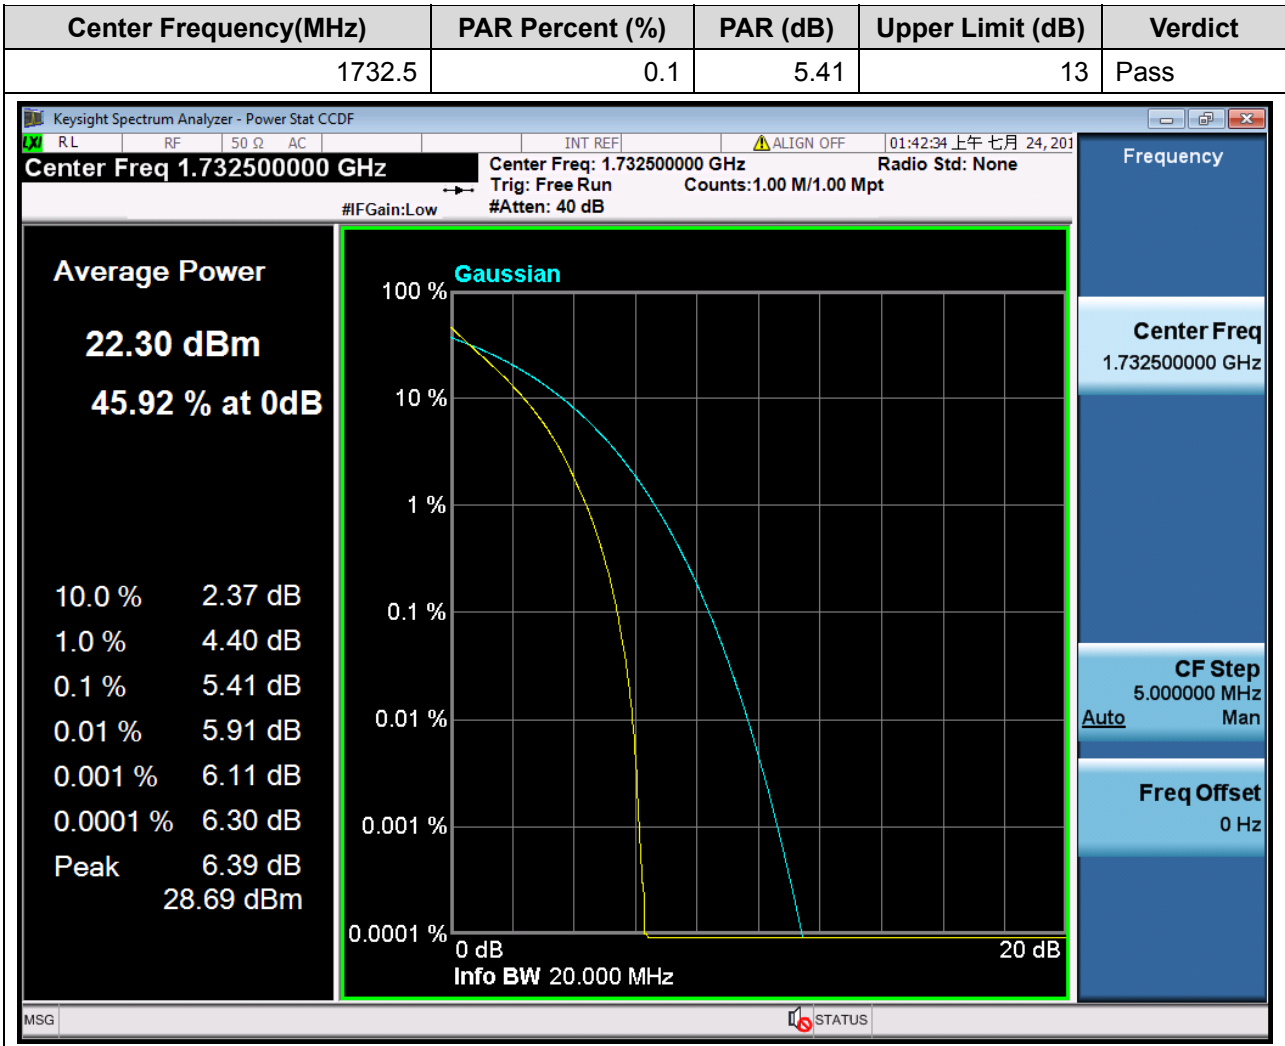 Center Frequency(MHz) PAR Percent (%) PAR (dB) Upper Limit (dB) Verdict
1732.5 0.1 5.41 13 Pass
Keysight Spectrum Analyzer - Power Stat CCDF
LXI RL RF 50 Ω AC INT REF ALIGN OFF 01:42:34 上午 七月 24, 201
Center Freq 1.732500000 GHz
Center Freq: 1.732500000 GHz Radio Std: None
Trig: Free Run Counts:1.00 M/1.00 Mpt
#IFGain:Low #Atten: 40 dB
Average Power
22.30 dBm
45.92 % at 0dB
10.0 % 2.37 dB
1.0 % 4.40 dB
0.1 % 5.41 dB
0.01 % 5.91 dB
0.001 % 6.11 dB
0.0001 % 6.30 dB
Peak 6.39 dB
28.69 dBm
Gaussian
100 %
10 %
1 %
0.1 %
0.01 %
0.001 %
0.0001 %
0 dB 20 dB
Info BW 20.000 MHz
Frequency
Center Freq
1.732500000 GHz
CF Step
5.000000 MHz
Auto Man
Freq Offset
0 Hz
MSG STATUS